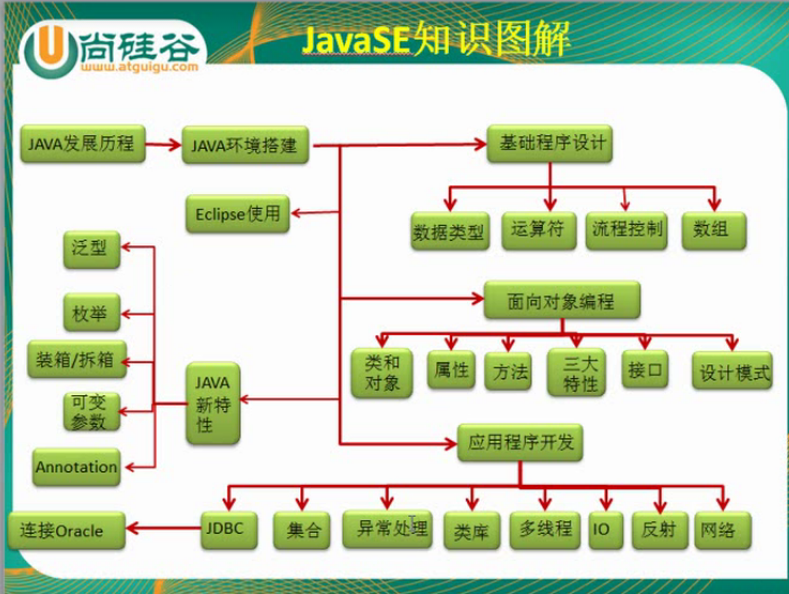 尚硅谷
www.atguigu.com
JavaSE知识图解
JAVA发展历程
JAVA环境搭建
基础程序设计
Eclipse使用
数据类型
运算符
流程控制
数组
泛型
枚举
装箱/拆箱
可变
参数
Annotation
JAVA
新特
性
面向对象编程
类和
对象
属性
方法
三大
特性
接口
设计模式
应用程序开发
连接Oracle
JDBC
集合
异常处理
类库
多线程
IO
反射
网络